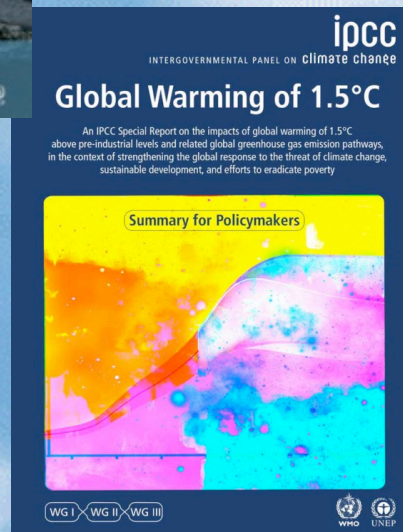 ipcc
INTERGOVERNMENTAL PANEL ON climate change
Global Warming of 1.5°C
An IPCC Special Report on the impacts of global warming of 1.5°C
above pre-industrial levels and related global greenhouse gas emission pathways,
in the context of strengthening the global response to the threat of climate change,
sustainable development, and efforts to eradicate poverty
Summary for Policymakers
WG I WG II WG III
WMO UNEP